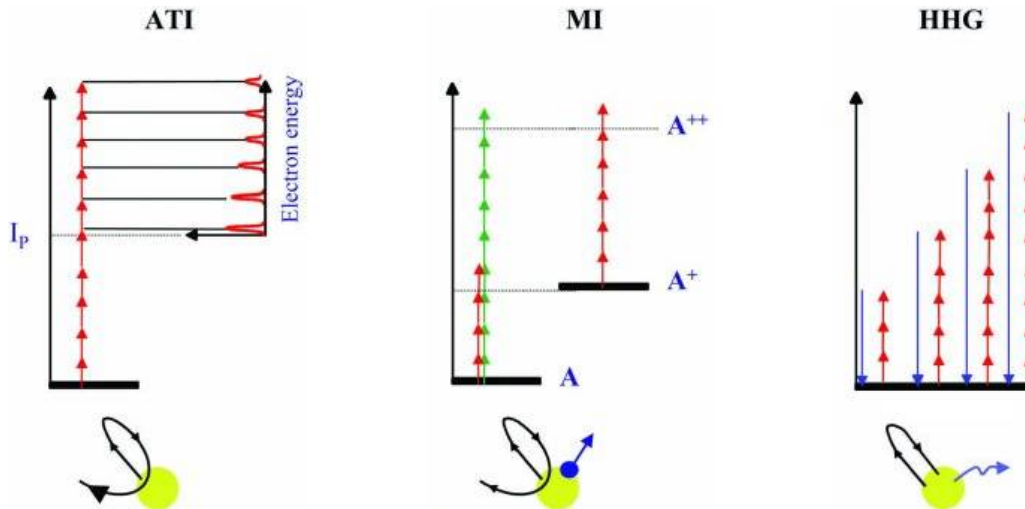 ATI
MI
HHG
Electron energy
I_P
A^{++}
A^+
A